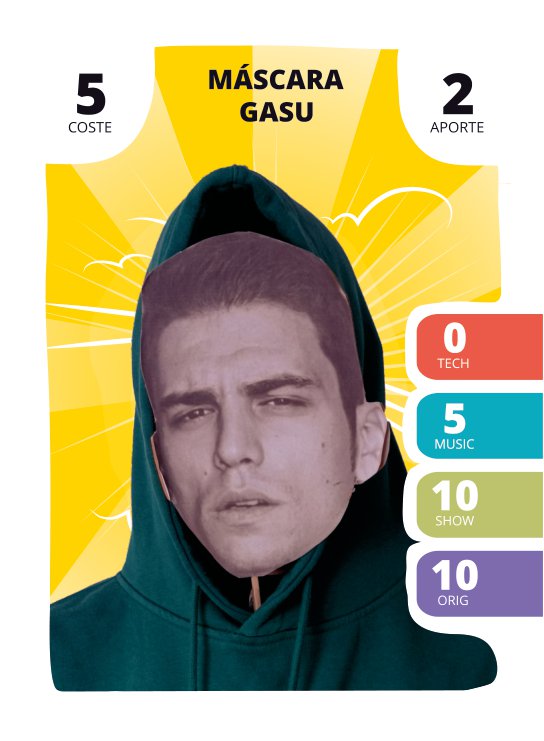 MÁSCARA
GASU
5
COSTE
2
APORTE
0
TECH
5
MUSIC
10
SHOW
10
ORIG